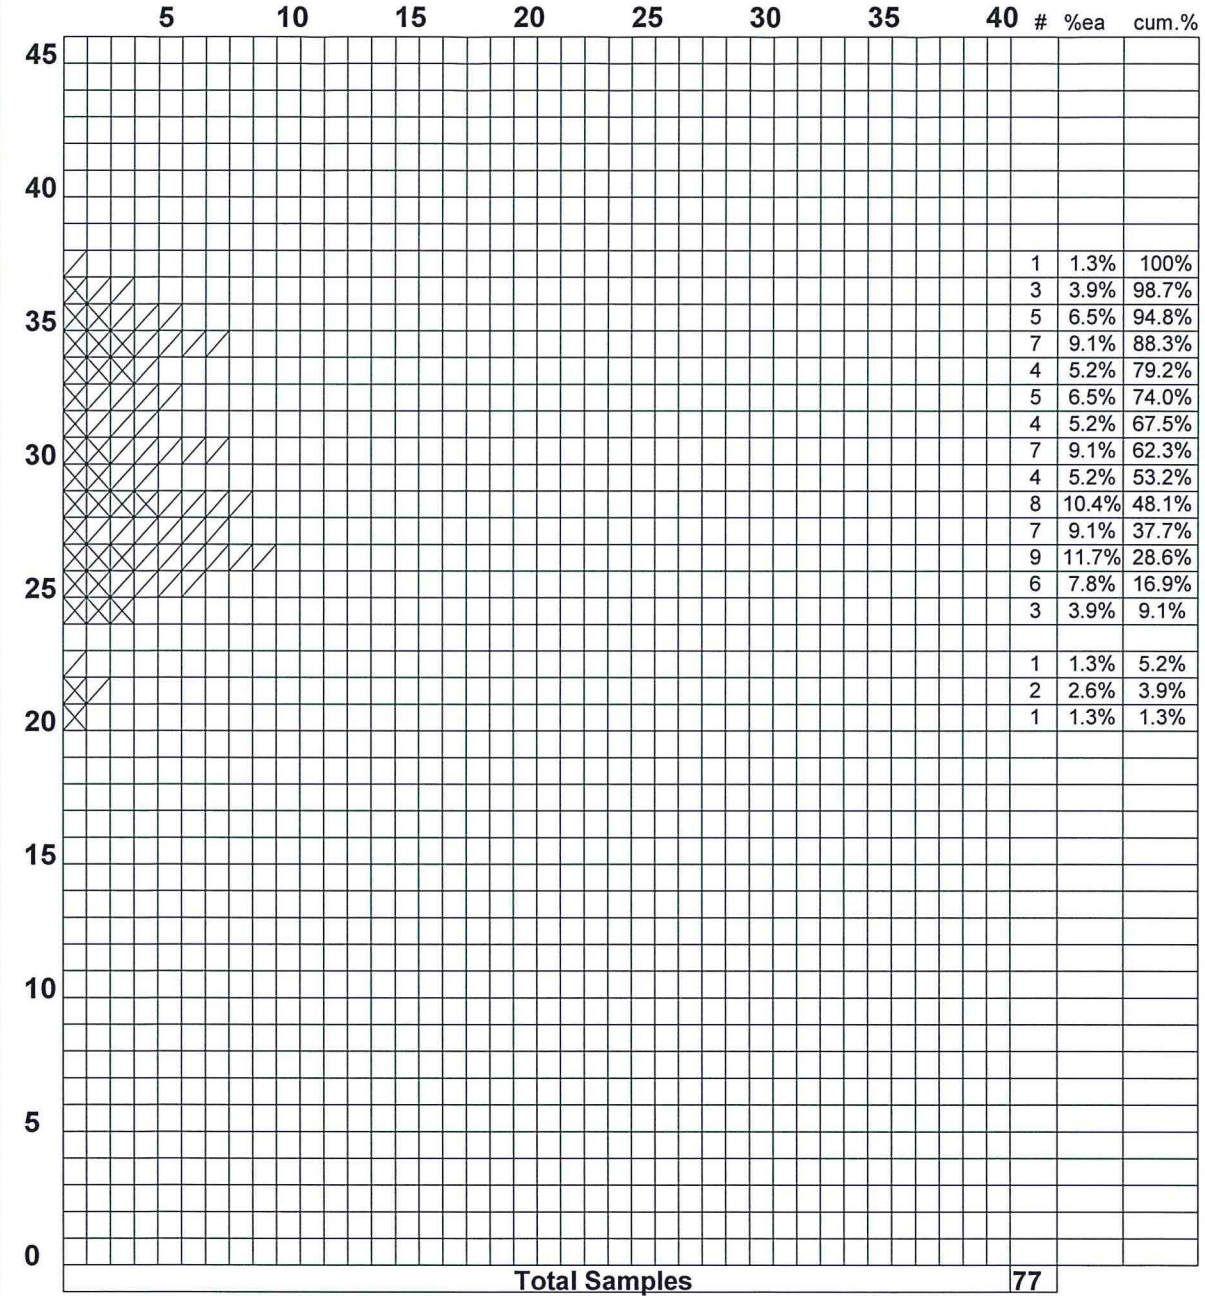 5 10 15 20 25 30 35 40 # %ea cum.%
45
40
1 1.3% 100%
3 3.9% 98.7%
35 5 6.5% 94.8%
7 9.1% 88.3%
4 5.2% 79.2%
5 6.5% 74.0%
4 5.2% 67.5%
30 7 9.1% 62.3%
4 5.2% 53.2%
8 10.4% 48.1%
7 9.1% 37.7%
9 11.7% 28.6%
25 6 7.8% 16.9%
3 3.9% 9.1%
1 1.3% 5.2%
2 2.6% 3.9%
20 1 1.3% 1.3%
15
10
5
0
Total Samples 77